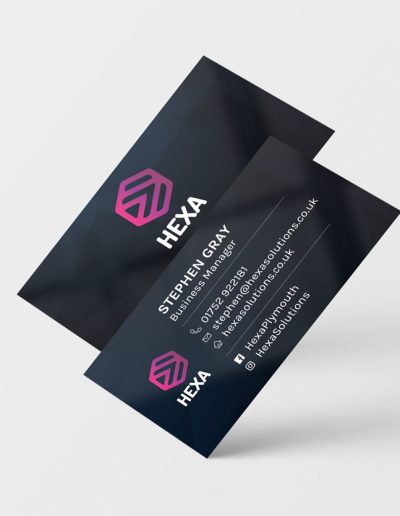 HEXA
STEPHEN GRAY
Business Manager
01752 922181
stephen@hexasolutions.co.uk
hexasolutions.co.uk
HexaPlymouth
HexaSolutions
HEXA